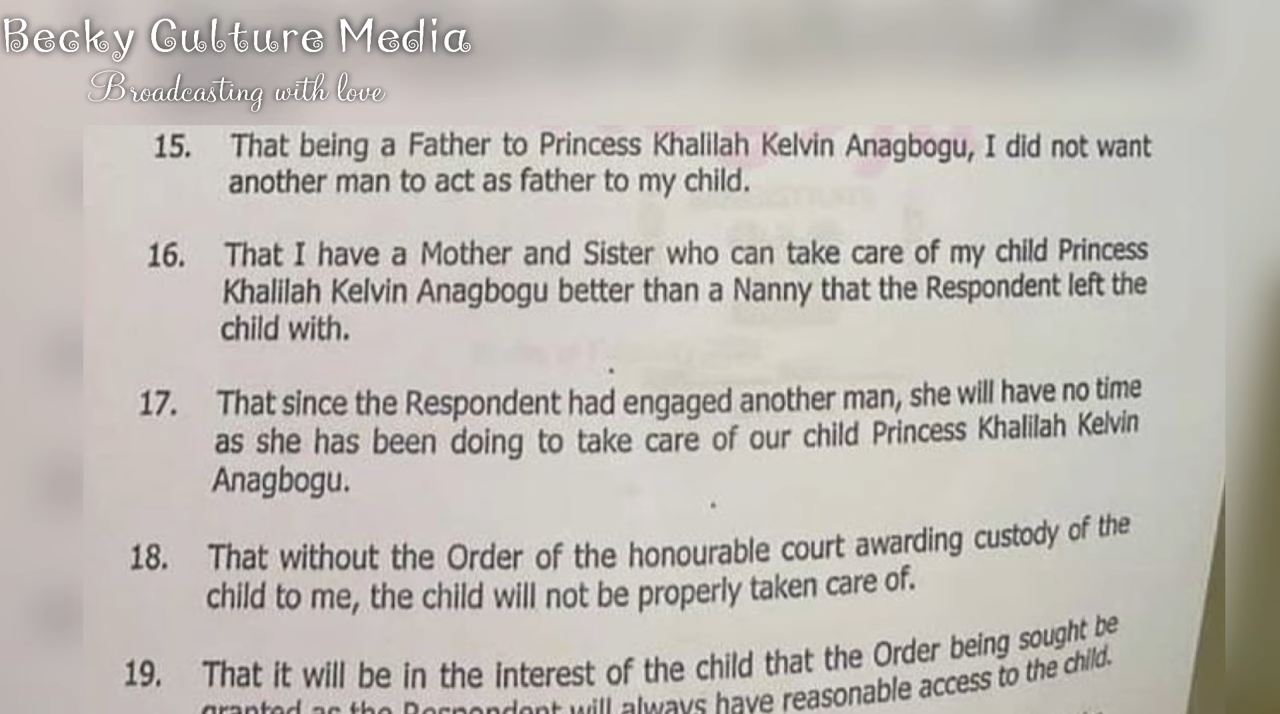 Becky Culture Media
Broadcasting with love
15. That being a Father to Princess Khalilah Kelvin Anagbogu, I did not want
another man to act as father to my child.
16. That I have a Mother and Sister who can take care of my child Princess
Khalilah Kelvin Anagbogu better than a Nanny that the Respondent left the
child with.
17. That since the Respondent had engaged another man, she will have no time
as she has been doing to take care of our child Princess Khalilah Kelvin
Anagbogu.
18. That without the Order of the honourable court awarding custody of the
child to me, the child will not be properly taken care of.
19. That it will be in the interest of the child that the Order being sought be
granted as the Respondent will always have reasonable access to the child.